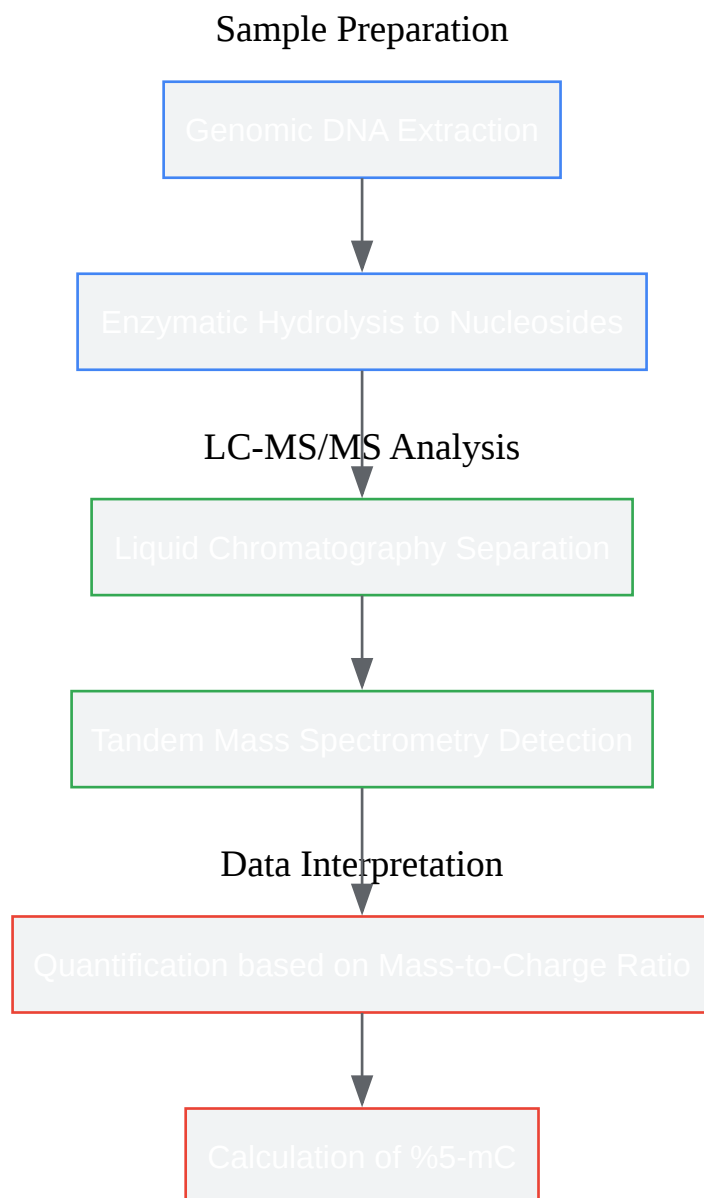 Sample Preparation
Genomic DNA Extraction
Enzymatic Hydrolysis to Nucleosides
LC-MS/MS Analysis
Liquid Chromatography Separation
Tandem Mass Spectrometry Detection
Data Interpretation
Quantification based on Mass-to-Charge Ratio
Calculation of %5-mC